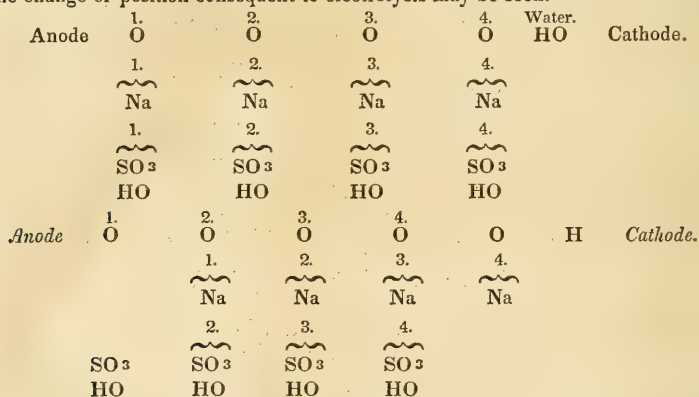 the change of position consequent to electrolysis may be seen.
1. 2. 3. 4. Water.
Anode O O O O HO Cathode.
1. 2. 3. 4.
Na Na Na Na
1. 2. 3. 4.
SO3 SO3 SO3 SO3
HO HO HO HO
1. 2. 3. 4.
Anode O O O O O H Cathode.
1. 2. 3. 4.
Na Na Na Na
2. 3. 4.
SO3 SO3 SO3 SO3
HO HO HO HO